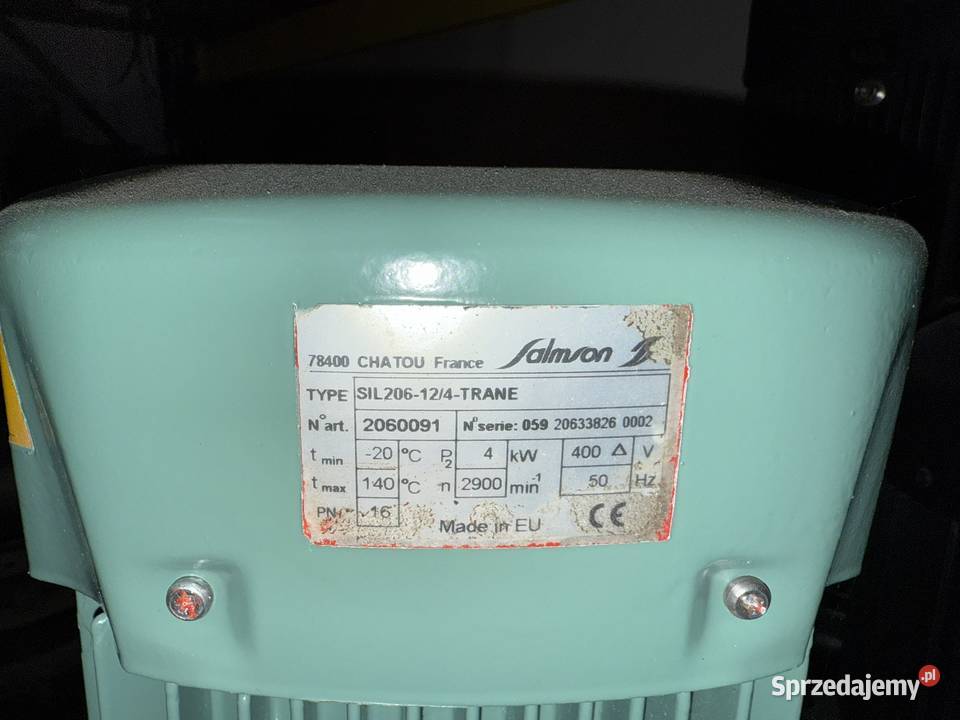 78400 CHATOU France Salmson
TYPE SIL206-12/4-TRANE
N° art. 2060091 N° serie: 059 20633826 0002
t min -20 °C P2 4 kW 400 Δ V
t max 140 °C n 2900 min-1 50 Hz
PN 16
Made in EU CE
Sprzedajemy.pl